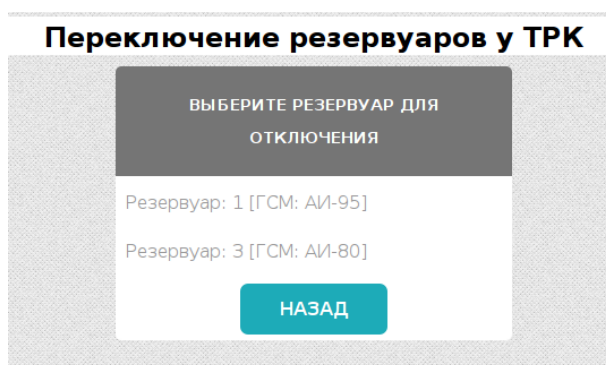 Переключение резервуаров у ТРК
ВЫБЕРИТЕ РЕЗЕРВУАР ДЛЯ
ОТКЛЮЧЕНИЯ
Резервуар: 1 [ГСМ: АИ-95]
Резервуар: 3 [ГСМ: АИ-80]
НАЗАД